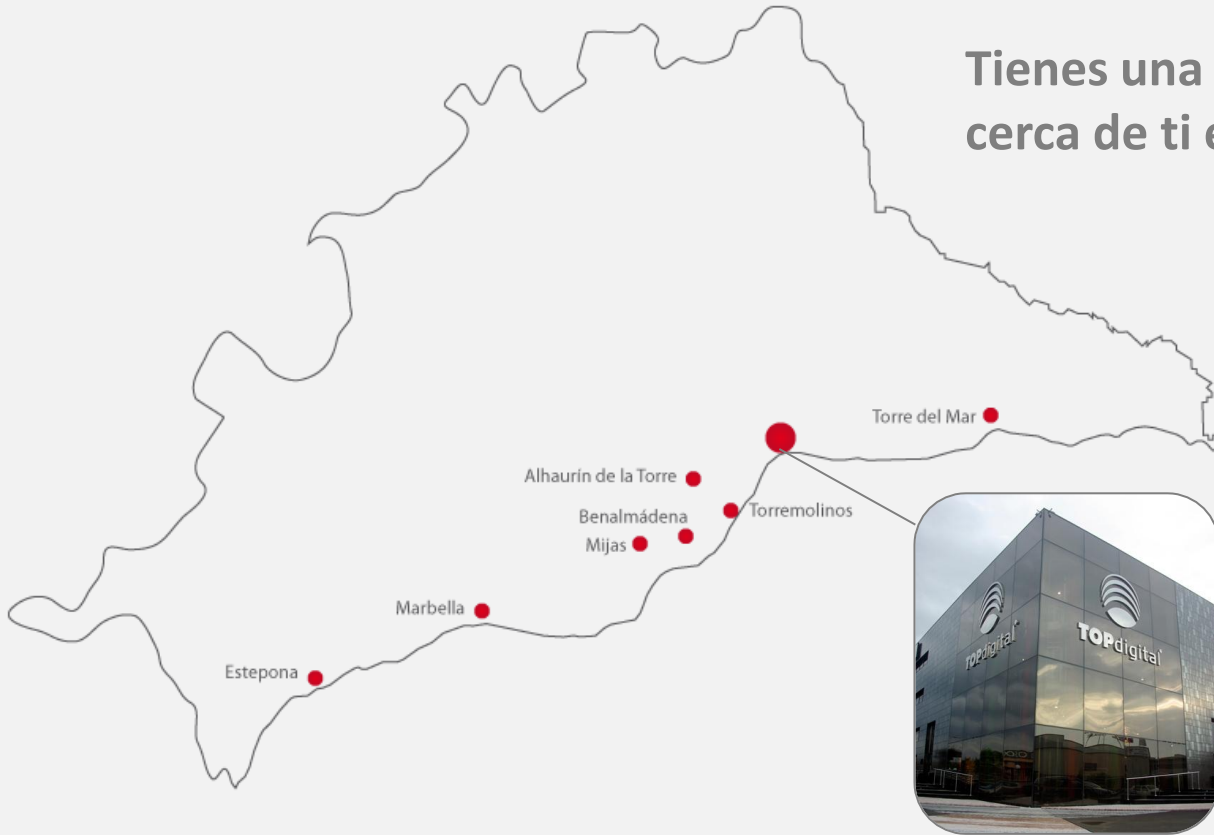 Tienes una
cerca de ti e
Torre del Mar
Alhaurín de la Torre
Benalmádena
Torremolinos
Mijas
Marbella
Estepona
TOPdigital
TOPdigital